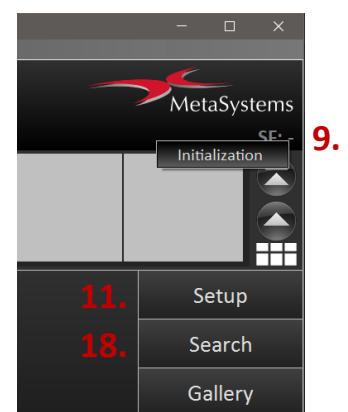 MetaSystems
SF: -
Initialization
9.
11.
Setup
18.
Search
Gallery